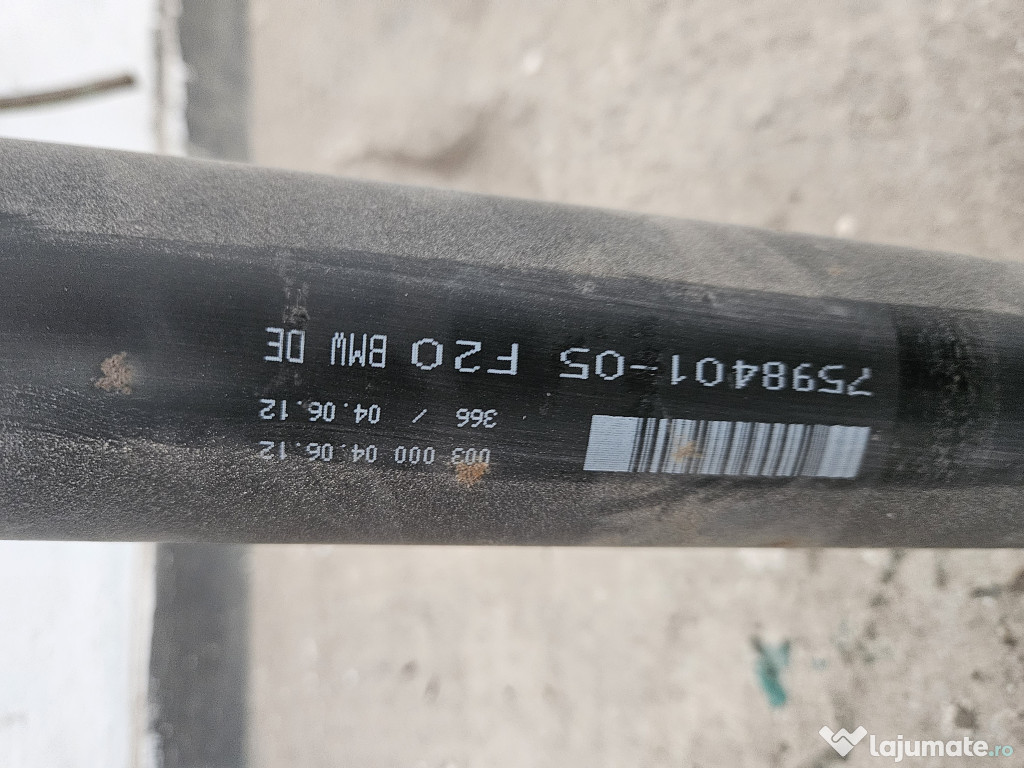 7598401-05 F20 BMW DE
366 / 04.06.12
003 000 04.06.12
lajumate.ro